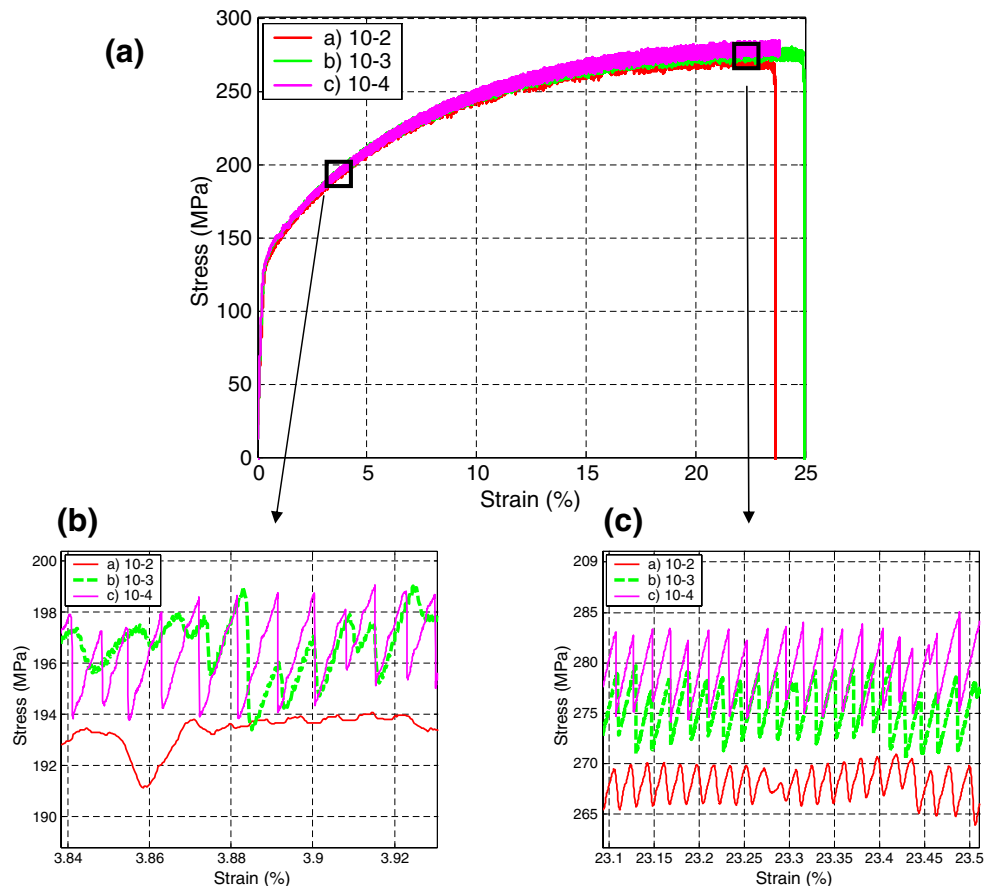 (a)
a) 10-2
b) 10-3
c) 10-4
300
250
200
150
100
50
0
Stress (MPa)
0 5 10 15 20 25
Strain (%)
(b)
a) 10-2
b) 10-3
c) 10-4
200
198
196
194
192
190
Stress (MPa)
3.84 3.86 3.88 3.9 3.92
Strain (%)
(c)
a) 10-2
b) 10-3
c) 10-4
209
285
280
275
270
265
261
Stress (MPa)
23.1 23.15 23.2 23.25 23.3 23.35 23.4 23.45 23.5
Strain (%)